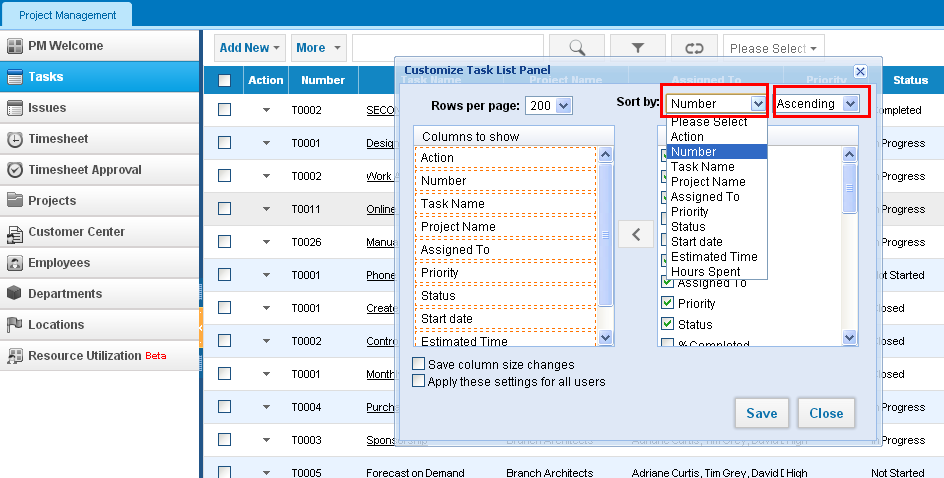 Project Management
PM Welcome
Tasks
Issues
Timesheet
Timesheet Approval
Projects
Customer Center
Employees
Departments
Locations
Resource Utilization Beta
Add New
More
Please Select
Action Number Task Name Project Name Assigned To Priority Status
T0002 SECO
T0001 Design
T0002 Work A
T0011 Online
T0026 Manua
T0001 Phone
T0001 Create
T0002 Contro
T0001 Month
T0004 Purch
T0003 Sponsorship Branch Architects Adriane Curtis, Tim Grey, David D High In Progress
T0005 Forecast on Demand Branch Architects Adriane Curtis, Tim Grey, David D High Not Started
ompleted
Progress
Progress
Progress
Progress
Not Started
losed
losed
losed
Progress
Customize Task List Panel
Rows per page: 200
Sort by: Number Ascending
Columns to show
Action
Number
Task Name
Project Name
Assigned To
Priority
Status
Start date
Estimated Time
Please Select
Action
Number
Task Name
Project Name
Assigned To
Priority
Status
Start date
Estimated Time
Hours Spent
Assigned To
Priority
Status
%Completed
Save column size changes
Apply these settings for all users
Save
Close